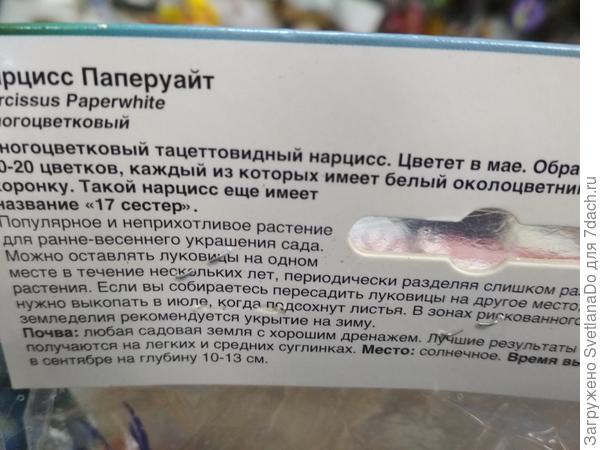 рцисс Паперуайт
rcissus Paperwhite
огоцветковый
ногоцветковый тацеттовидный нарцисс. Цветет в мае. Обра
0-20 цветков, каждый из которых имеет белый околоцветни
оронку. Такой нарцисс еще имеет
название «17 сестер».
Популярное и неприхотливое растение
для ранне-весеннего украшения сада.
Можно оставлять луковицы на одном
месте в течение нескольких лет, периодически разделяя слишком ра
растения. Если вы собираетесь пересадить луковицы на другое место,
нужно выкопать в июле, когда подсохнут листья. В зонах рискованного
земледелия рекомендуется укрытие на зиму.
Почва: любая садовая земля с хорошим дренажем. Лучшие результаты
получаются на легких и средних суглинках. Место: солнечное. Время вы
в сентябре на глубину 10-13 см.
Загружено SvetlanaDo для 7dach.ru